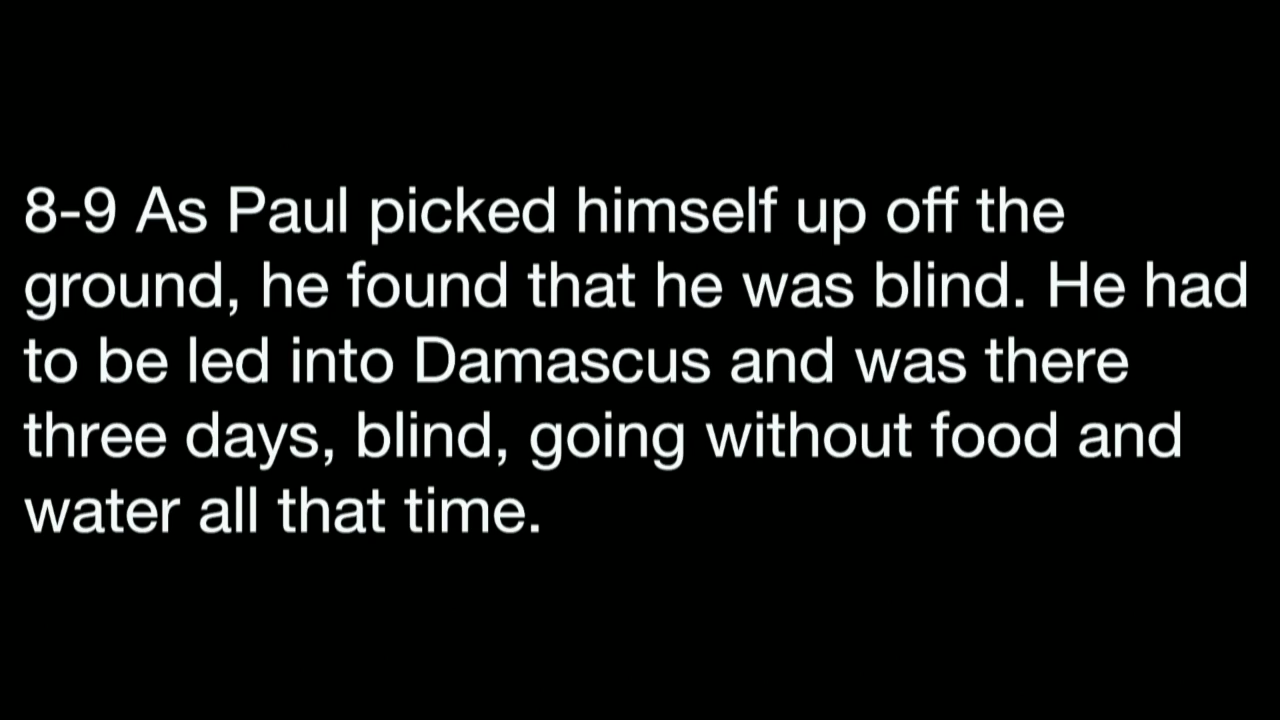 8-9 As Paul picked himself up off the
ground, he found that he was blind. He had
to be led into Damascus and was there
three days, blind, going without food and
water all that time.